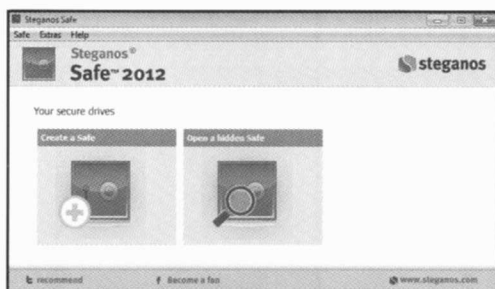 Steganos Safe
Safe Extras Help
Steganos®
Safe™ 2012
steganos
Your secure drives
Create a Safe
Open a hidden Safe
recommend
Become a fan
www.steganos.com